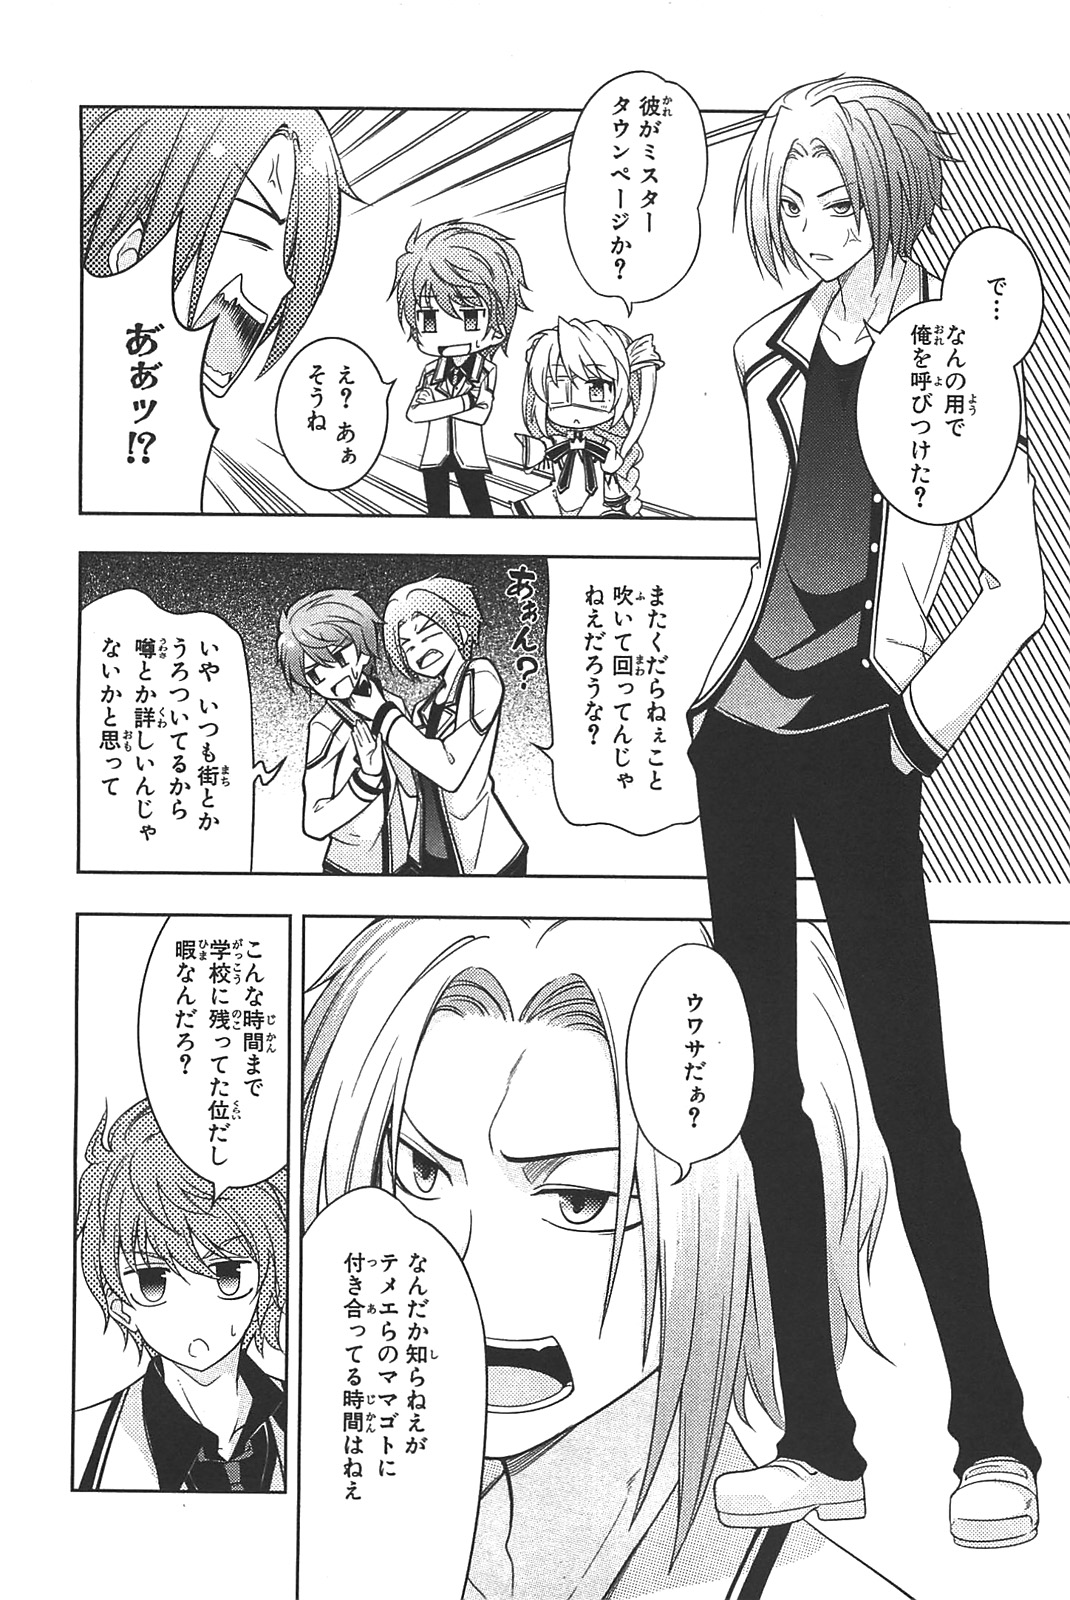 で…
なんの用で
俺を呼びつけた?
彼がミスター
タウンページか?
え? あぁ
そうね
あ゛あ゛ッ!?
またくだらねぇこと
吹いて回ってんじゃ
ねえだろうな?
あぁん?
いや いつも街とか
うろついてるから
噂とか詳しいんじゃ
ないかと思って
ウワサだぁ?
なんだか知らねえが
テメエらのママゴトに
付き合ってる時間はねえ
こんな時間まで
学校に残ってた位だし
暇なんだろ?